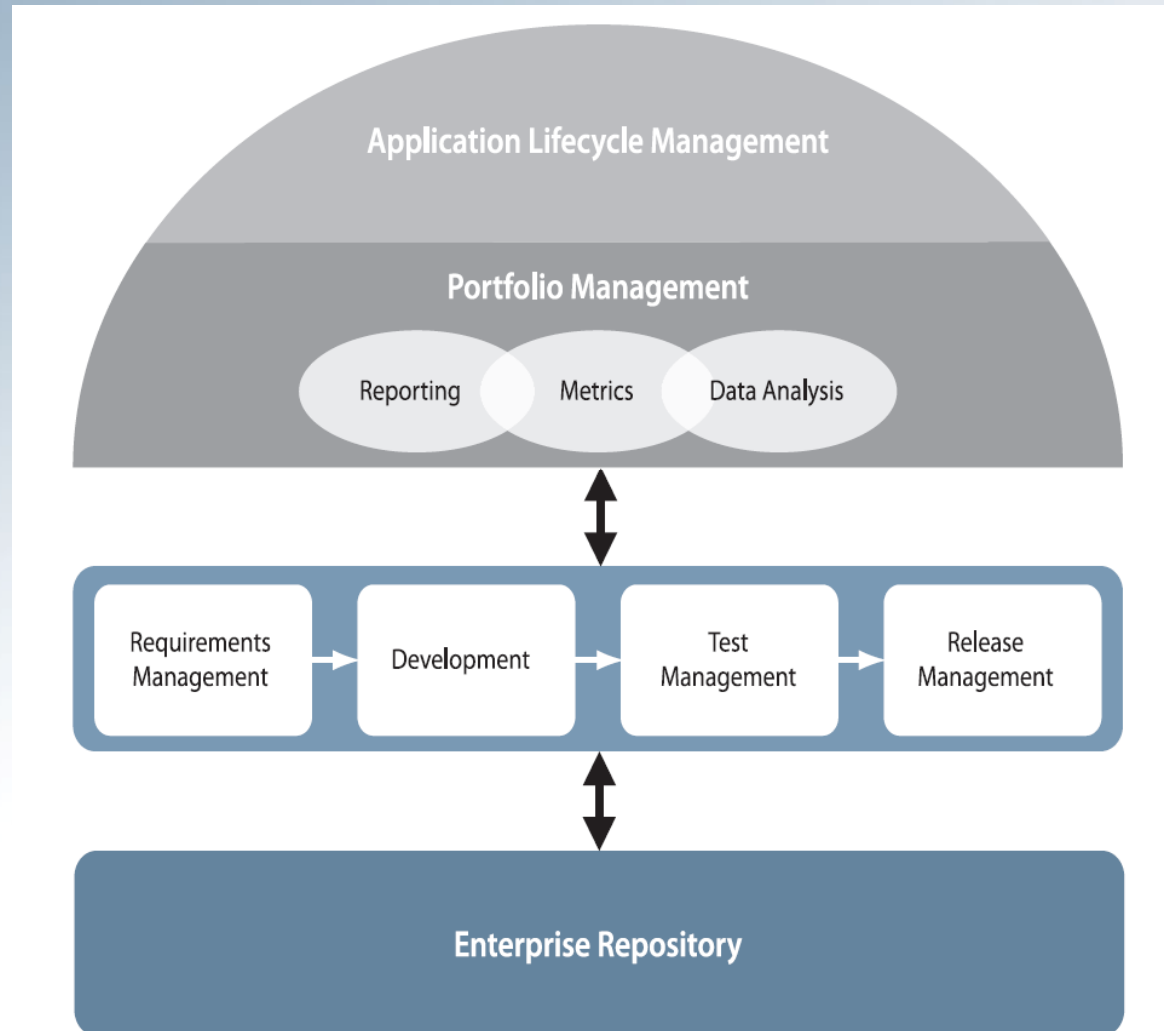 Application Lifecycle Management
Portfolio Management
Reporting
Metrics
Data Analysis
Requirements
Management
Development
Test
Management
Release
Management
Enterprise Repository